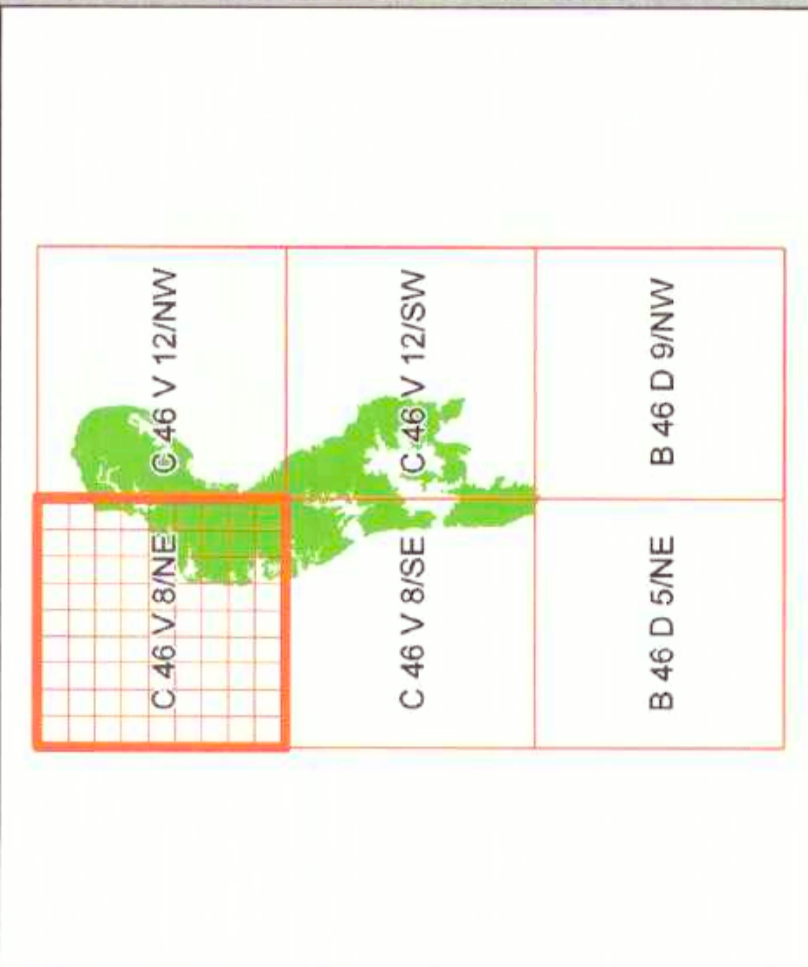 C 46 V 8/NE
C 46 V 12/NW
C 46 V 8/SE
C 46 V 12/SW
B 46 D 5/NE
B 46 D 9/NW